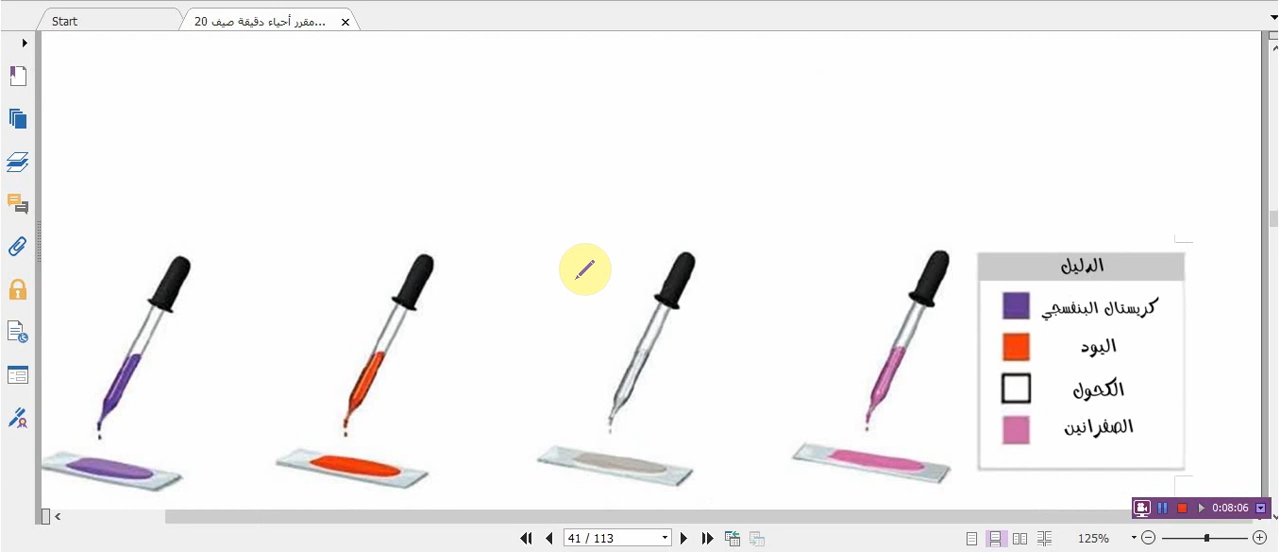 Start
مقرر أحياء دقيقة صيف 20...
الدليل
كريستال البنفسجي
اليود
الكحول
الصفرانين
0:08:06
41 / 113
125%